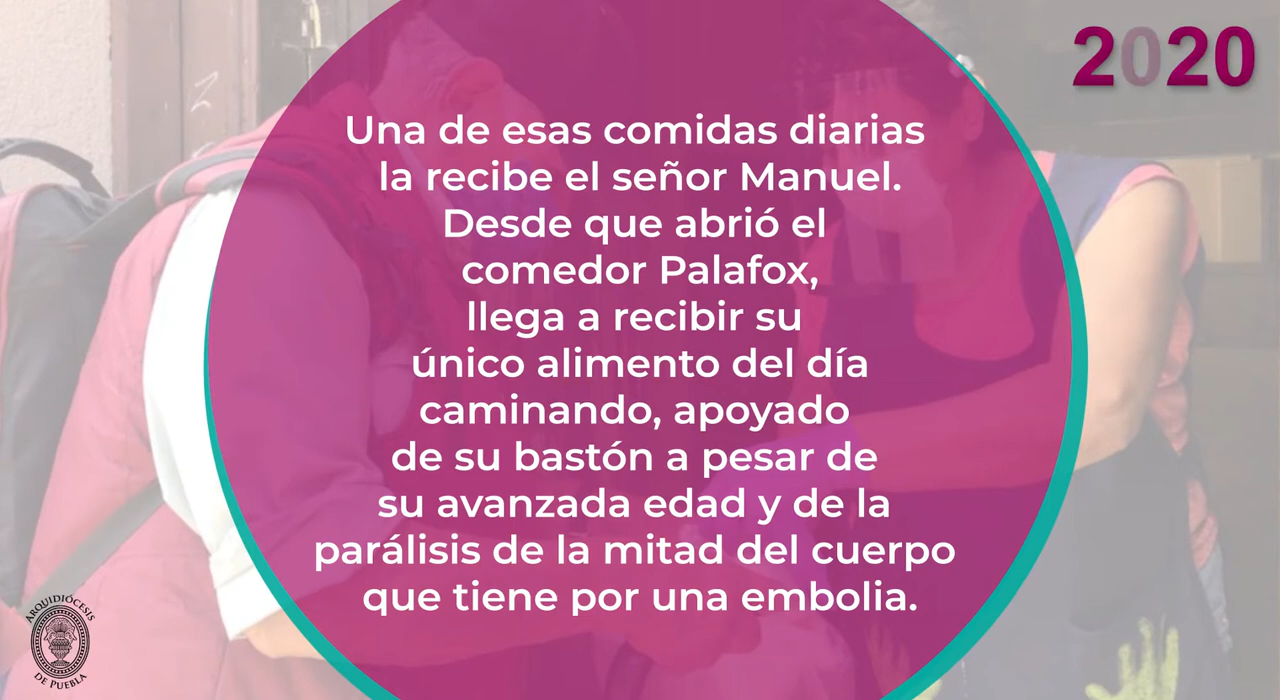 2020
Una de esas comidas diarias
la recibe el señor Manuel.
Desde que abrió el
comedor Palafox,
llega a recibir su
único alimento del día
caminando, apoyado
de su bastón a pesar de
su avanzada edad y de la
parálisis de la mitad del cuerpo
que tiene por una embolia.
ARQUIDIÓCESIS
DE PUEBLA